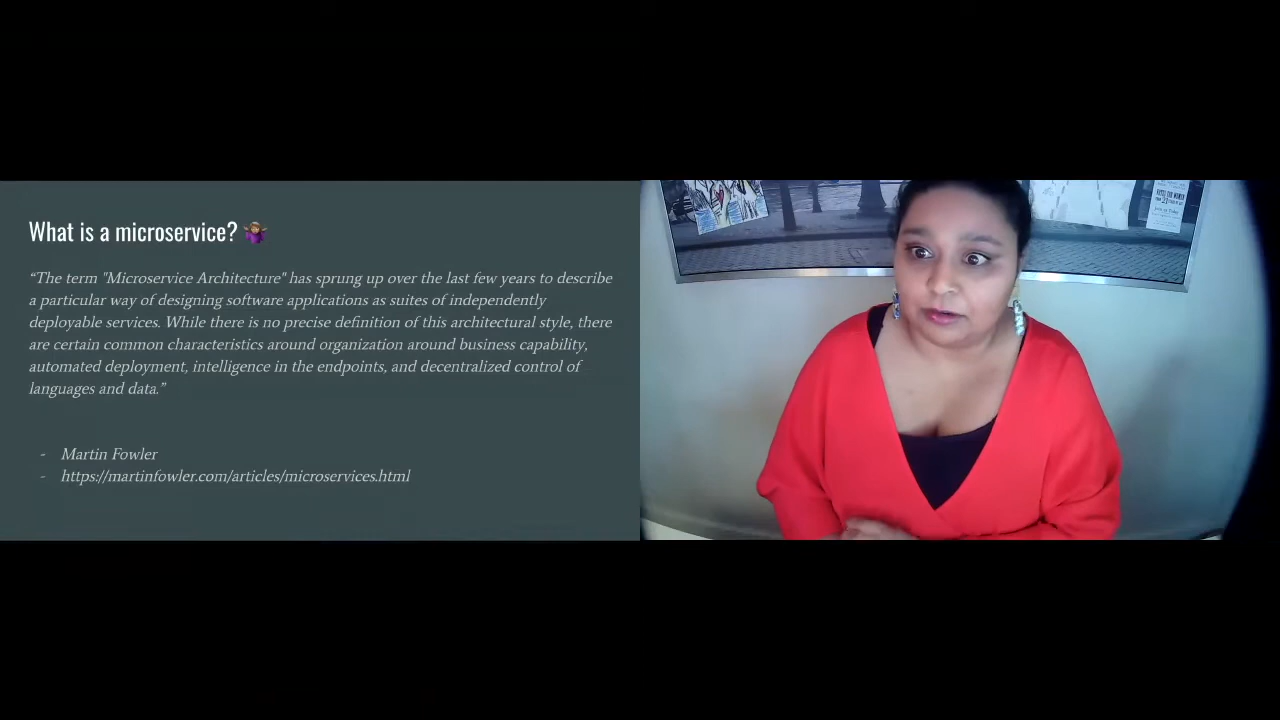 What is a microservice? 🤷🏾‍♀️
“The term "Microservice Architecture" has sprung up over the last few years to describe
a particular way of designing software applications as suites of independently
deployable services. While there is no precise definition of this architectural style, there
are certain common characteristics around organization around business capability,
automated deployment, intelligence in the endpoints, and decentralized control of
languages and data.”
- Martin Fowler
- https://martinfowler.com/articles/microservices.html